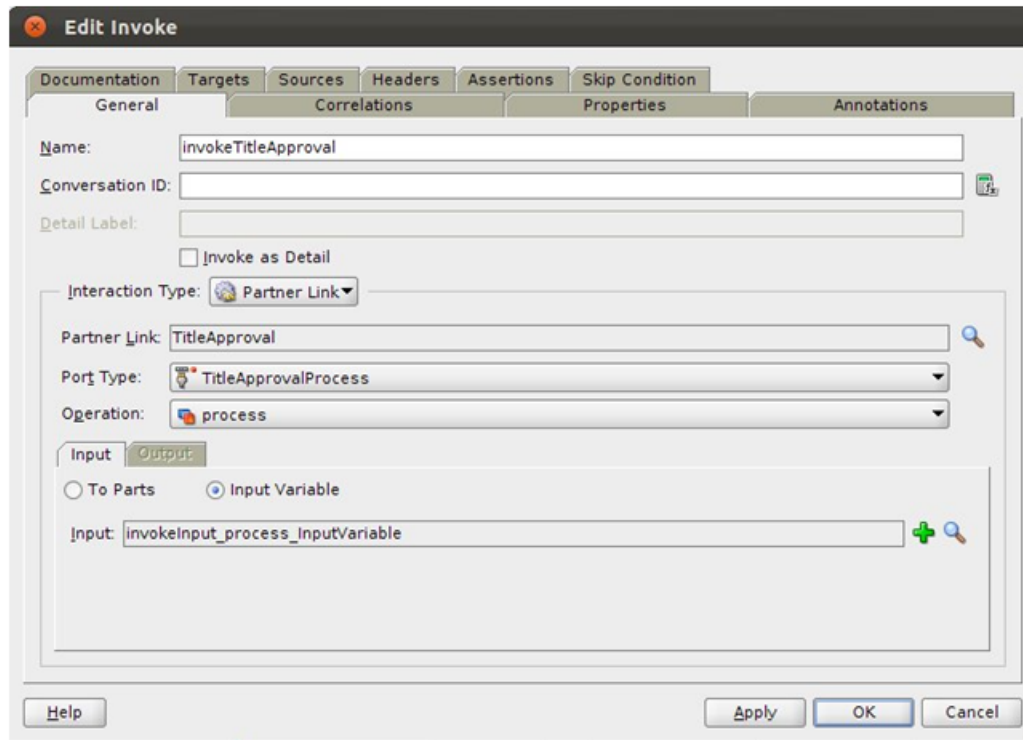 Edit Invoke
Documentation Targets Sources Headers Assertions Skip Condition
General Correlations Properties Annotations
Name: invokeTitleApproval
Conversation ID:
Detail Label:
Invoke as Detail
Interaction Type: Partner Link
Partner Link: TitleApproval
Port Type: TitleApprovalProcess
Operation: process
Input Output
To Parts Input Variable
Input: invokeInput_process_InputVariable
Help Apply OK Cancel